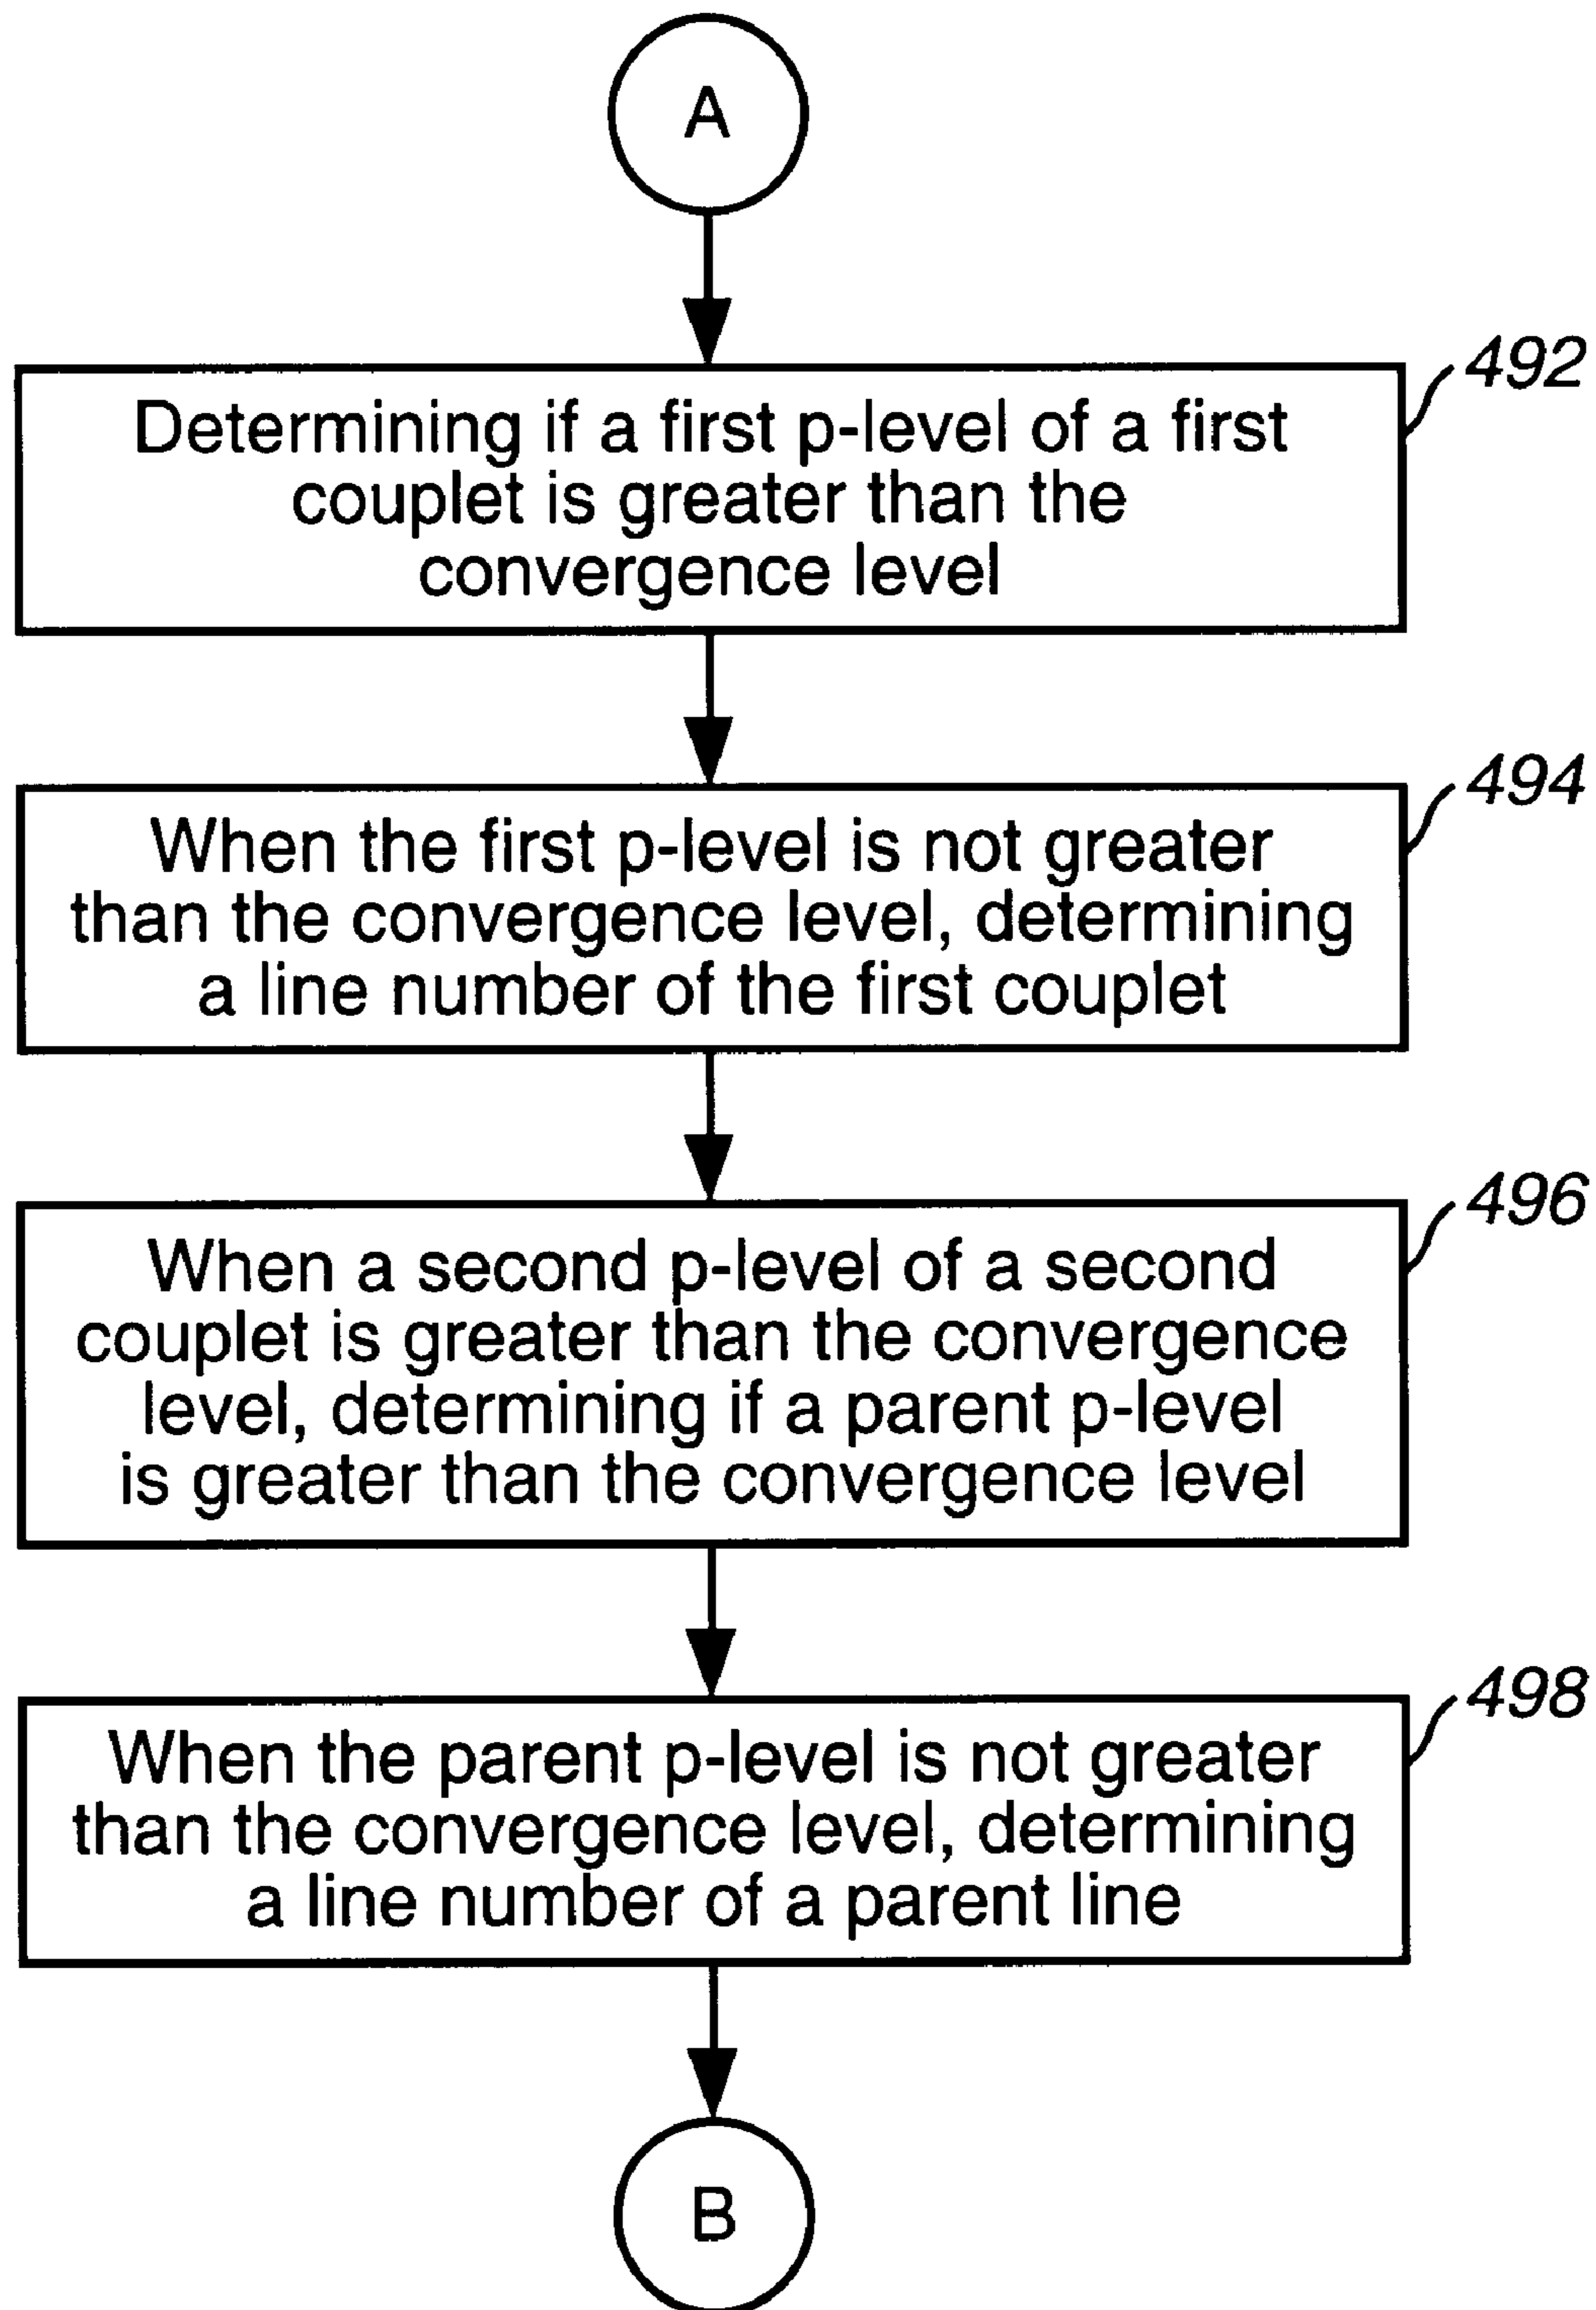 A
492
Determining if a first p-level of a first
couplet is greater than the
convergence level
494
When the first p-level is not greater
than the convergence level, determining
a line number of the first couplet
496
When a second p-level of a second
couplet is greater than the convergence
level, determining if a parent p-level
is greater than the convergence level
498
When the parent p-level is not greater
than the convergence level, determining
a line number of a parent line
B